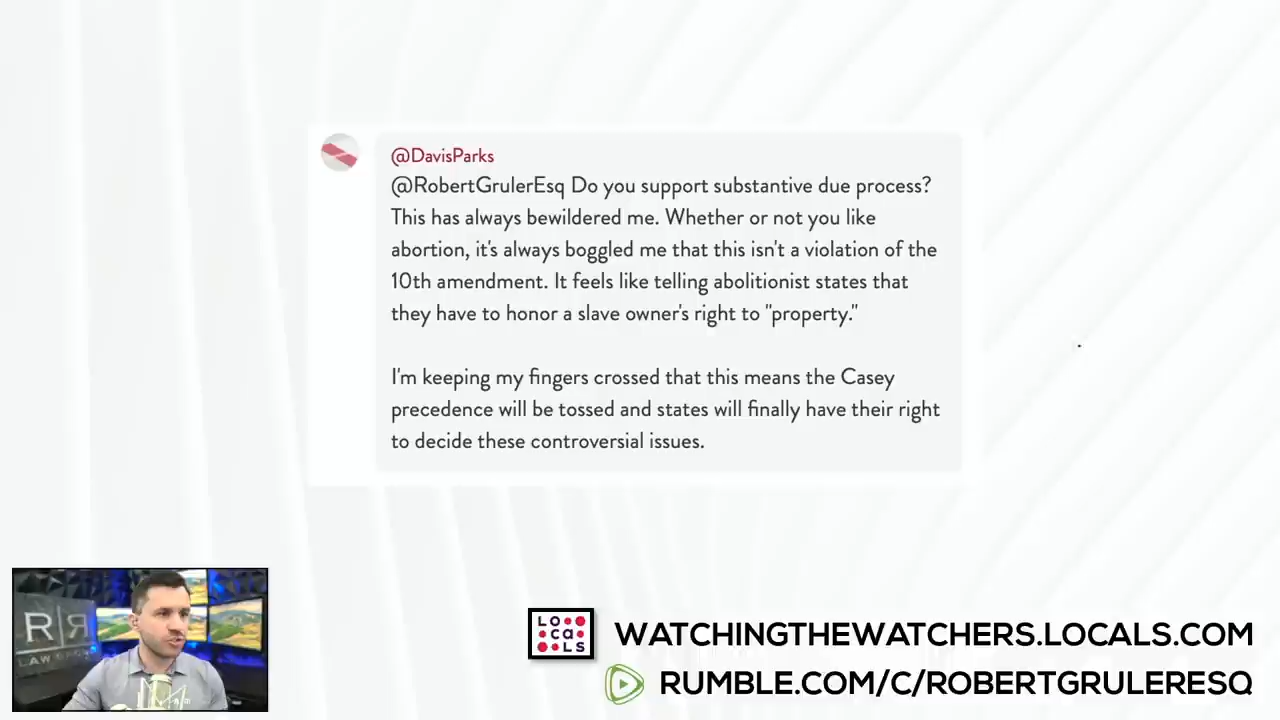 @DavisParks
@RobertGrulerEsq Do you support substantive due process?
This has always bewildered me. Whether or not you like
abortion, it's always boggled me that this isn't a violation of the
10th amendment. It feels like telling abolitionist states that
they have to honor a slave owner's right to "property."
I'm keeping my fingers crossed that this means the Casey
precedence will be tossed and states will finally have their right
to decide these controversial issues.
R|R
LAW GROUP
LO
Ca
LS
WATCHINGTHEWATCHERS.LOCALS.COM
RUMBLE.COM/C/ROBERTGRULERESQ